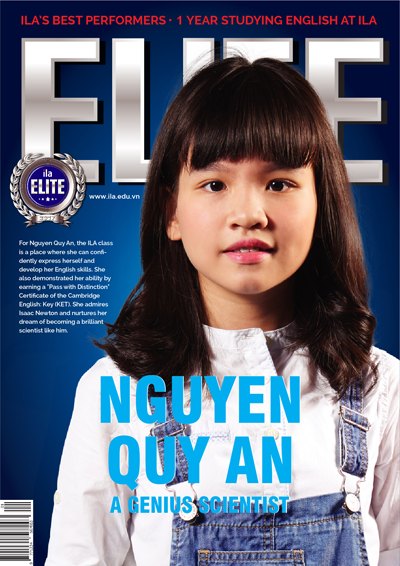 ILA'S BEST PERFORMERS • 1 YEAR STUDYING ENGLISH AT ILA
ELITE
ila
ELITE
www.ila.edu.vn
For Nguyen Quy An, the ILA class
is a place where she can confi-
dently express herself and
develop her English skills. She
also demonstrated her ability by
earning a "Pass with Distinction"
Certificate of the Cambridge
English: Key (KET). She admires
Isaac Newton and nurtures her
dream of becoming a brilliant
scientist like him.
NGUYEN
QUY AN
A GENIUS SCIENTIST